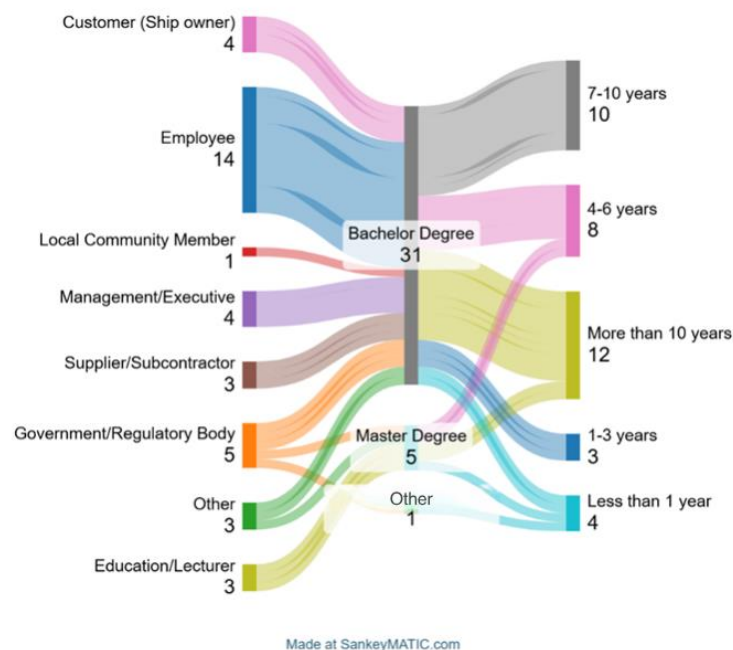 Customer (Ship owner)
4
Employee
14
Local Community Member
1
Management/Executive
4
Supplier/Subcontractor
3
Government/Regulatory Body
5
Other
3
Education/Lecturer
3
Bachelor Degree
31
Master Degree
5
Other
1
7-10 years
10
4-6 years
8
More than 10 years
12
1-3 years
3
Less than 1 year
4
Made at SankeyMATIC.com